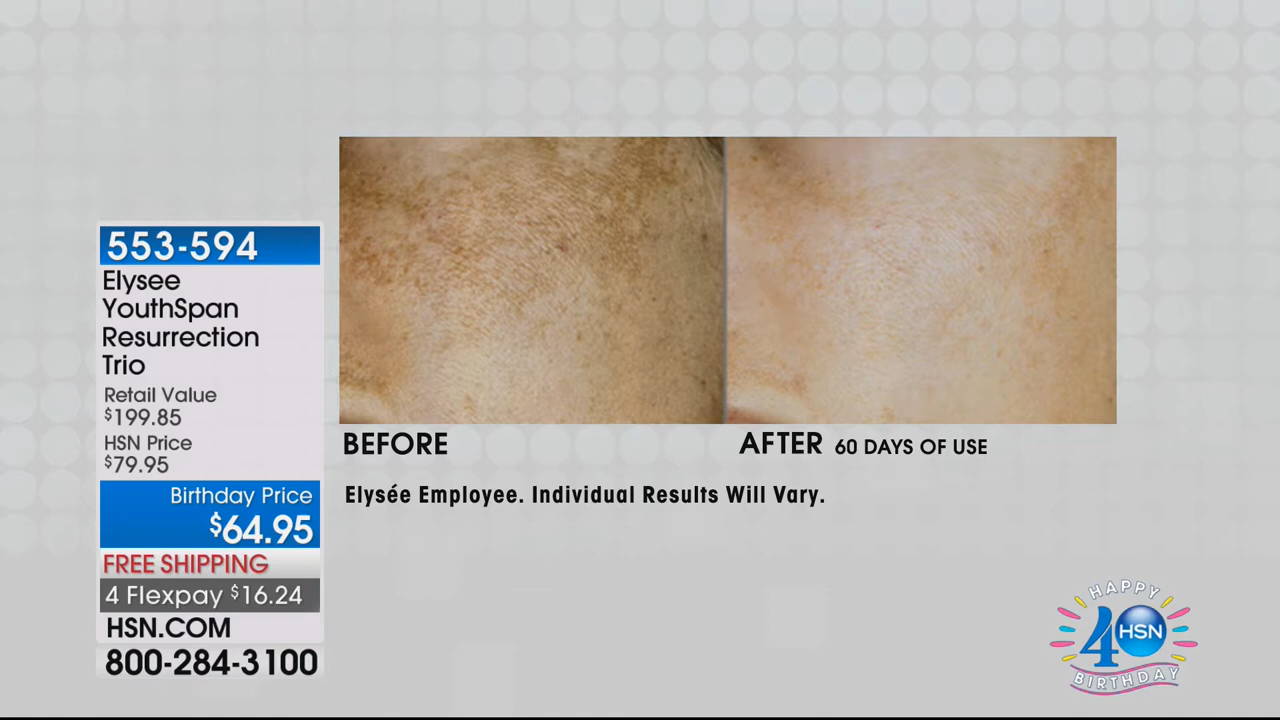 553-594
Elysee
YouthSpan
Resurrection
Trio
Retail Value
$199.85
HSN Price
$79.95
Birthday Price
$64.95
FREE SHIPPING
4 Flexpay $16.24
HSN.COM
800-284-3100
BEFORE
AFTER 60 DAYS OF USE
Elysée Employee. Individual Results Will Vary.
HAPPY
40 HSN
BIRTHDAY